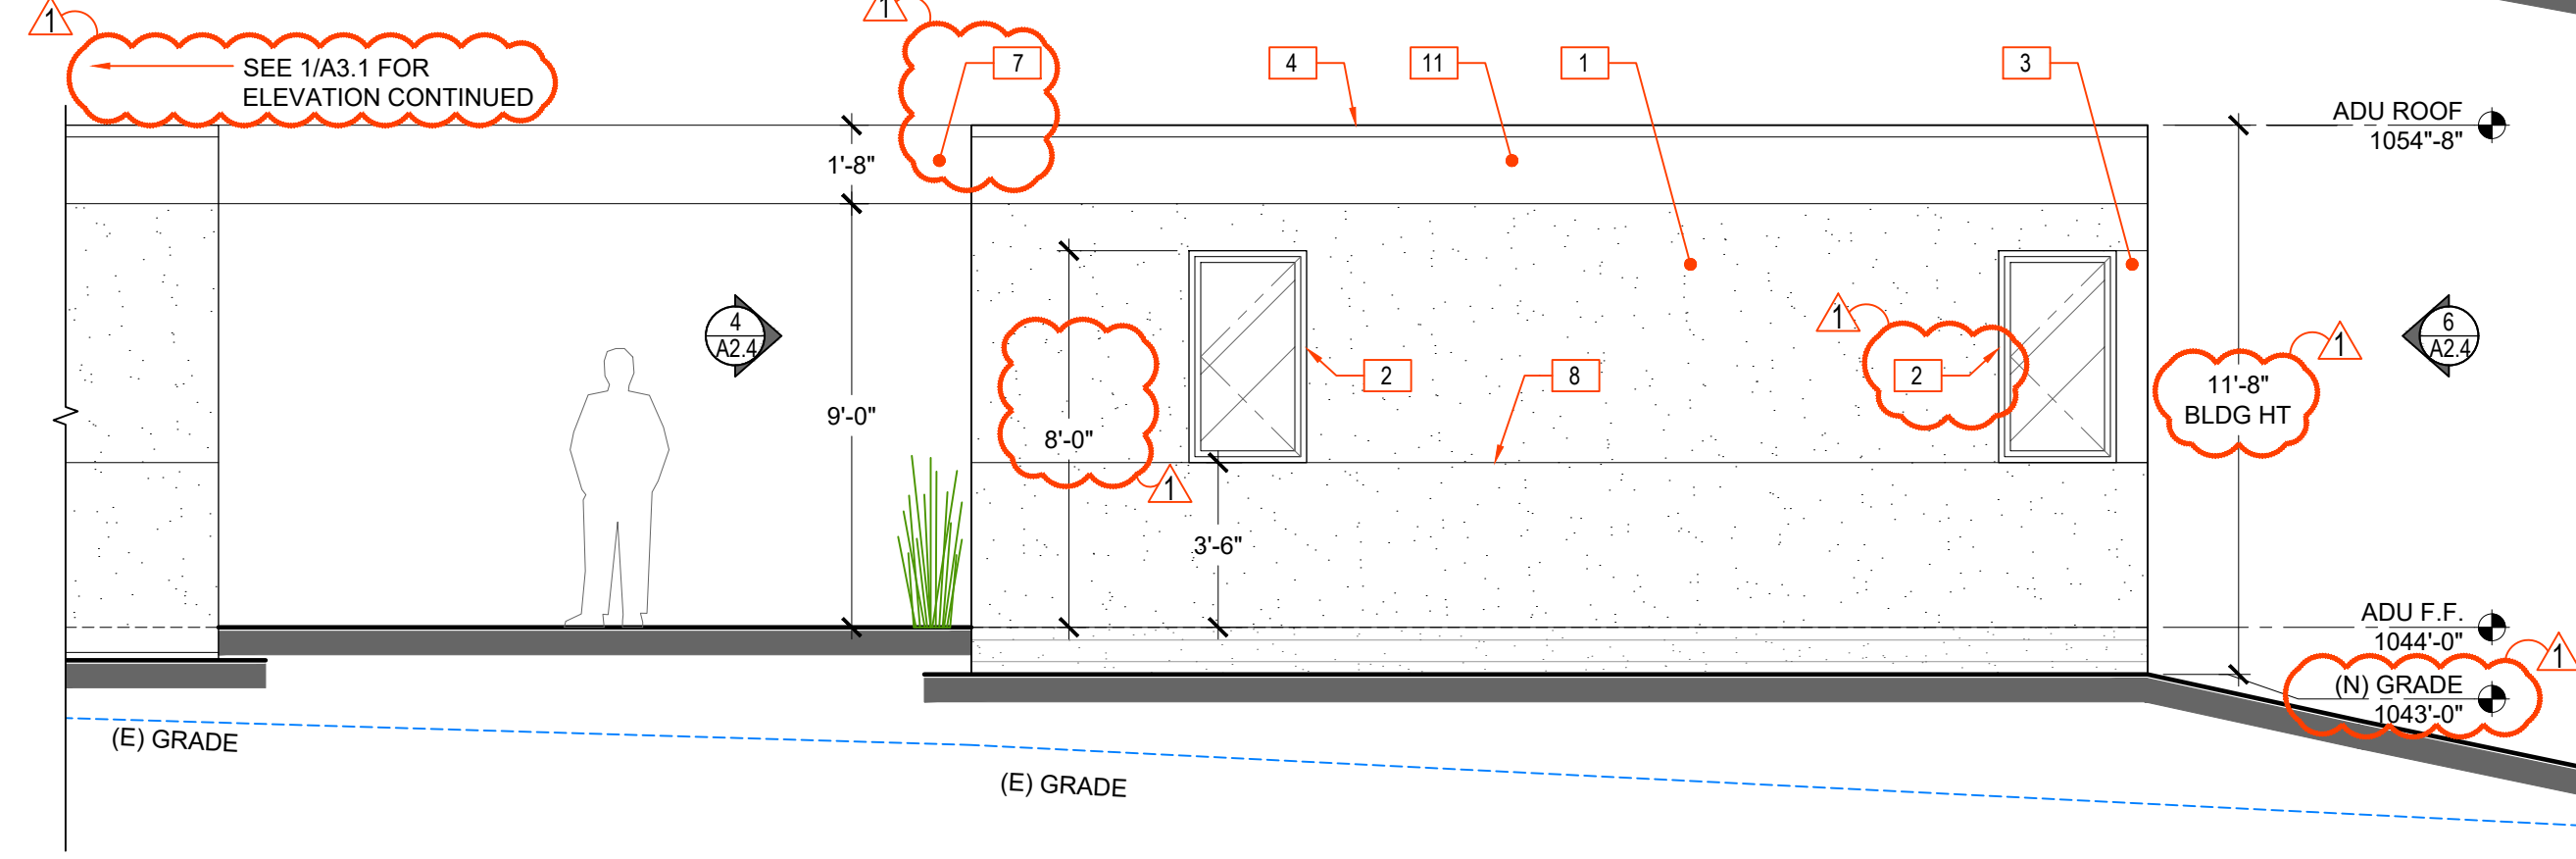 1
1
SEE 1/A3.1 FOR
ELEVATION CONTINUED
7
4
11
1
3
ADU ROOF
1054"-8"
1'-8"
4
A2.4
9'-0"
8'-0"
1
3'-6"
2
8
1
2
6
A2.4
1
11'-8"
BLDG HT
ADU F.F.
1044'-0"
1
(N) GRADE
1043'-0"
(E) GRADE
(E) GRADE